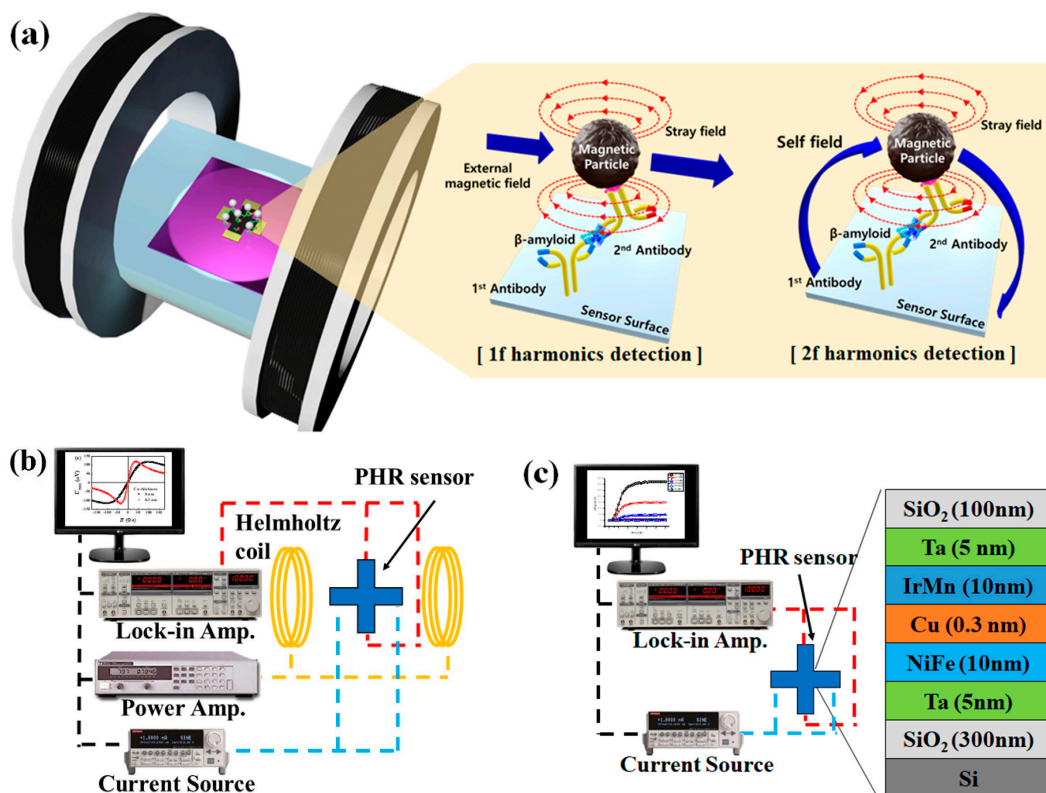 (a)
External
magnetic field
Magnetic
Particle
Stray field
β-amyloid
2nd Antibody
1st Antibody
Sensor Surface
[ 1f harmonics detection ]
Self field
Magnetic
Particle
Stray field
β-amyloid
2nd Antibody
1st Antibody
Sensor Surface
[ 2f harmonics detection ]
(b)
PHR sensor
Helmholtz
coil
Lock-in Amp.
Power Amp.
Current Source
(c)
PHR sensor
Lock-in Amp.
Current Source
SiO2 (100nm)
Ta (5 nm)
IrMn (10nm)
Cu (0.3 nm)
NiFe (10nm)
Ta (5nm)
SiO2 (300nm)
Si